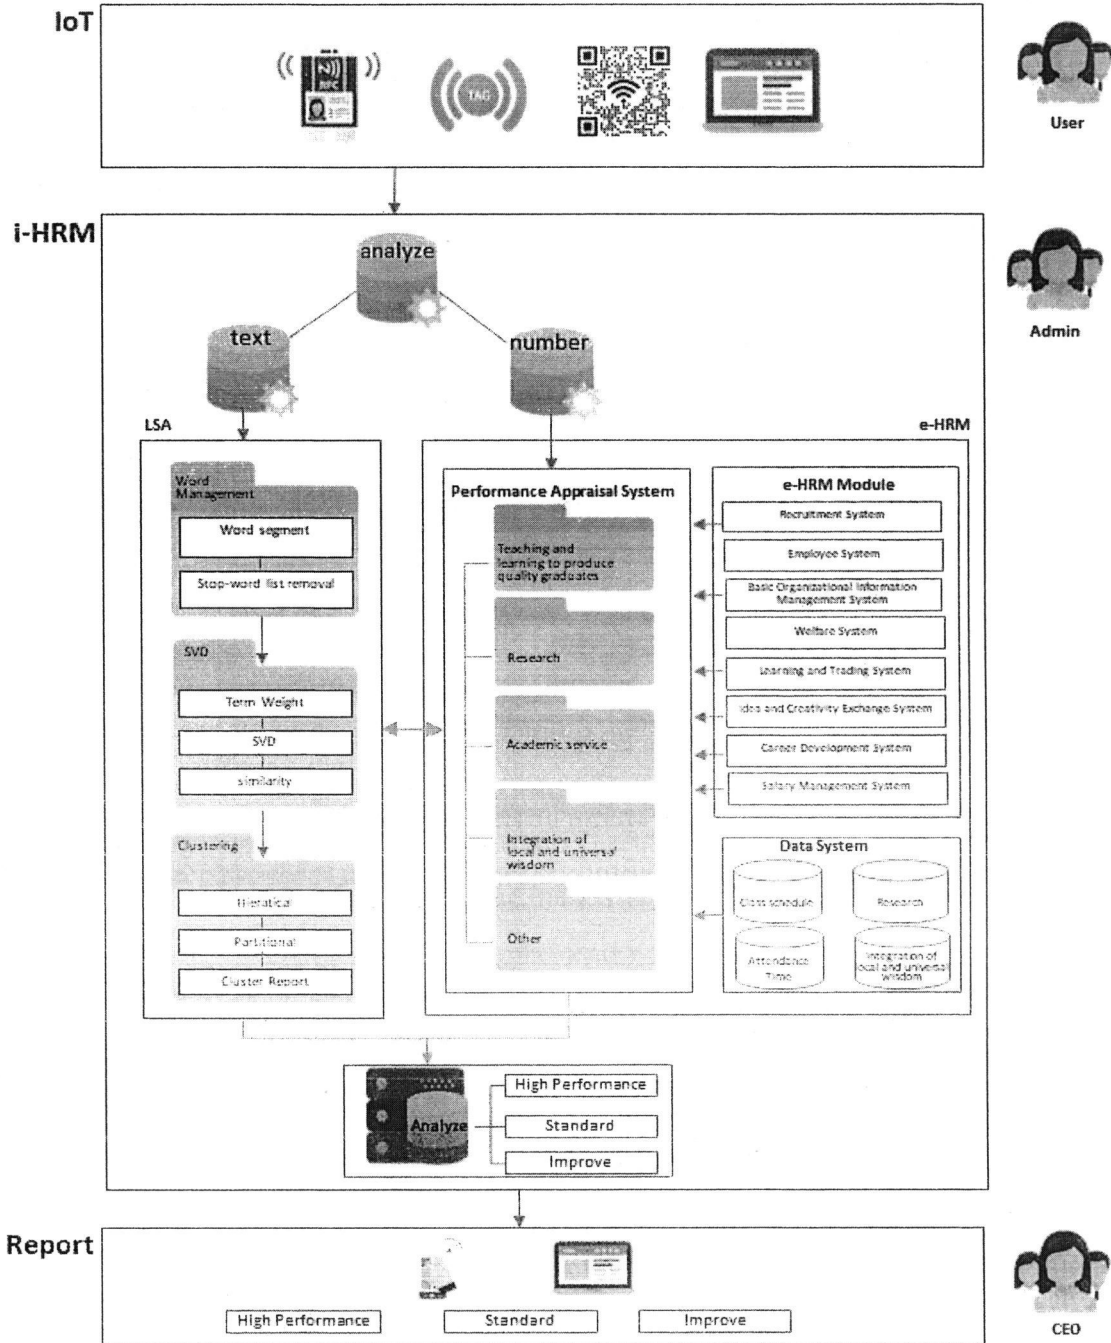 IoT
NFC
TAG
User
i-HRM
analyze
Admin
text
number
LSA
e-HRM
Word
Management
Word segment
Stop-word list removal
SVD
Term Weight
SVD
similarity
Clustering
Hieratical
Partitional
Cluster Report
Performance Appraisal System
Teaching and
learning to produce
quality graduates
Research
Academic service
Integration of
local and universal
wisdom
Other
e-HRM Module
Recruitment System
Employee System
Basic Organizational Information
Management System
Welfare System
Learning and Trading System
Idea and Creativity Exchange System
Career Development System
Salary Management System
Data System
Class schedule
Research
Attendance
Time
Integration of
local and universal
wisdom
Analyze
High Performance
Standard
Improve
Report
High Performance
Standard
Improve
CEO